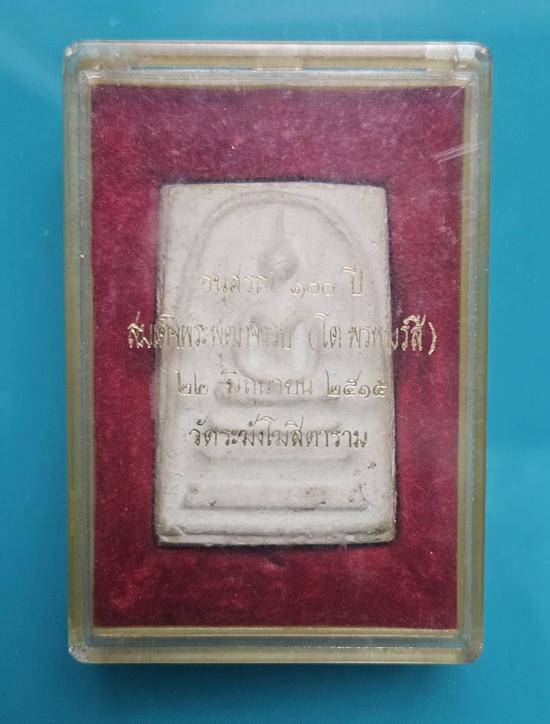 อนุสรณ์ ๑๐๐ ปี
สมเด็จพระพุฒาจารย์ (โต พฺรหฺมรํสี)
๒๒ มิถุนายน ๒๕๑๕
วัดระฆังโฆสิตาราม